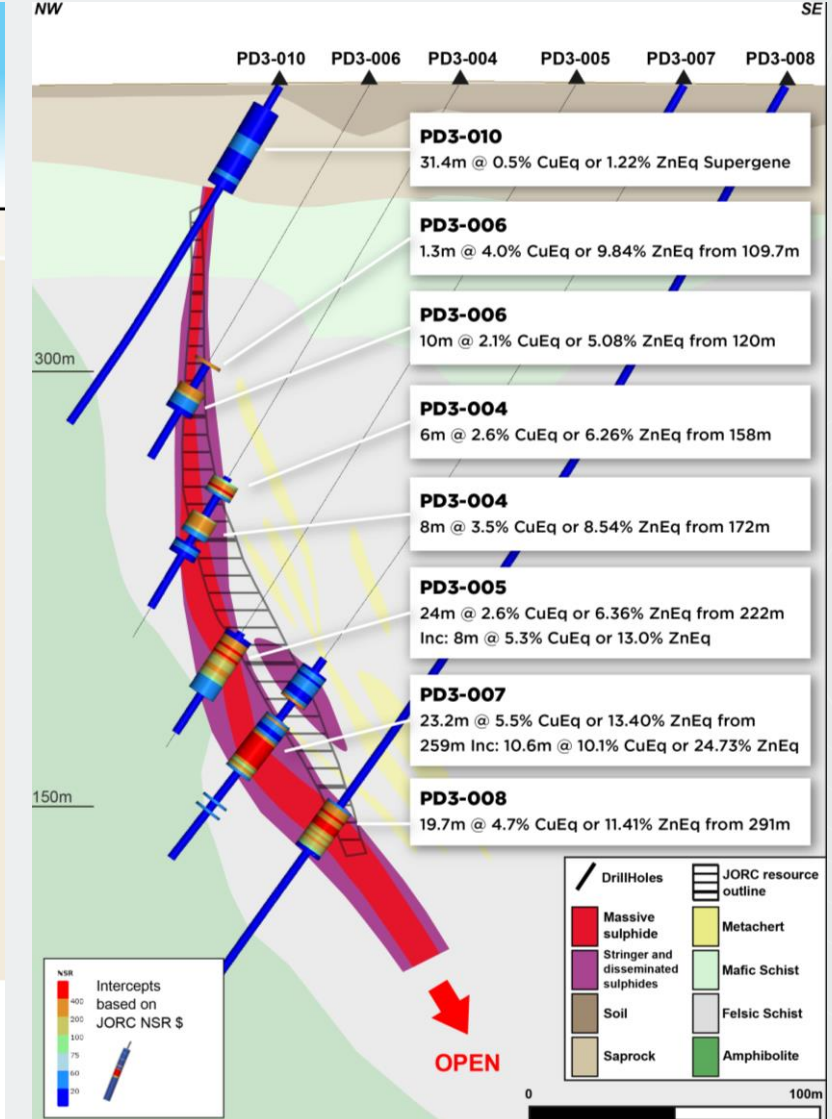 NW
SE
PD3-010 PD3-006 PD3-004 PD3-005 PD3-007 PD3-008
PD3-010
31.4m @ 0.5% CuEq or 1.22% ZnEq Supergene
PD3-006
1.3m @ 4.0% CuEq or 9.84% ZnEq from 109.7m
PD3-006
10m @ 2.1% CuEq or 5.08% ZnEq from 120m
300m
PD3-004
6m @ 2.6% CuEq or 6.26% ZnEq from 158m
PD3-004
8m @ 3.5% CuEq or 8.54% ZnEq from 172m
PD3-005
24m @ 2.6% CuEq or 6.36% ZnEq from 222m
Inc: 8m @ 5.3% CuEq or 13.0% ZnEq
PD3-007
23.2m @ 5.5% CuEq or 13.40% ZnEq from
259m Inc: 10.6m @ 10.1% CuEq or 24.73% ZnEq
150m
PD3-008
19.7m @ 4.7% CuEq or 11.41% ZnEq from 291m
DrillHoles
JORC resource
outline
Massive
sulphide
Metachert
Stringer and
disseminated
sulphides
Mafic Schist
Soil
Felsic Schist
Saprock
Amphibolite
NSR
400
200
100
75
60
20
Intercepts
based on
JORC NSR $
OPEN
0 100m